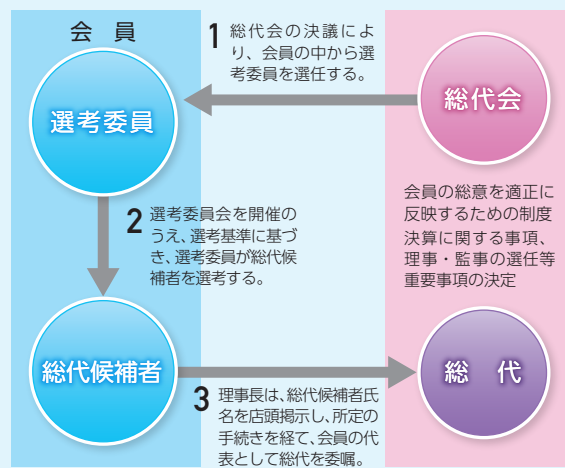 会員
1 総代会の決議によ
り、会員の中から選
考委員を選任する。
選考委員
総代会
会員の総意を適正に
反映するための制度
決算に関する事項、
理事・監事の選任等
重要事項の決定
2 選考委員会を開催の
うえ、選考基準に基づ
き、選考委員が総代候
補者を選考する。
総代候補者
総代
3 理事長は、総代候補者氏
名を店頭掲示し、所定の
手続きを経て、会員の代
表として総代を委嘱。